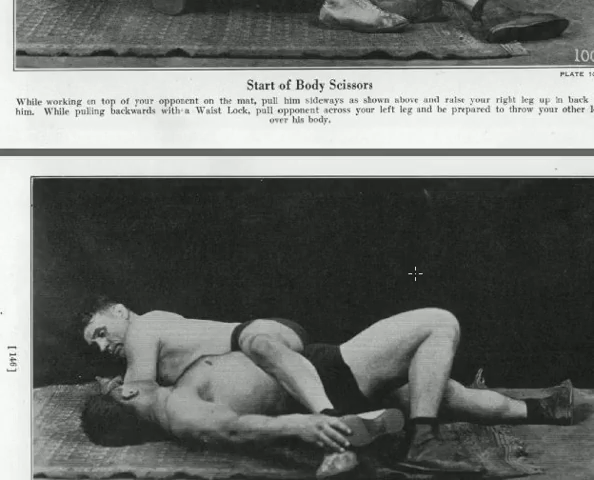 100
PLATE 10
Start of Body Scissors
While working on top of your opponent on the mat, pull him sideways as shown above and raise your right leg up in back
him. While pulling backwards with a Waist Lock, pull opponent across your left leg and be prepared to throw your other l
over his body.
[ 146 ]